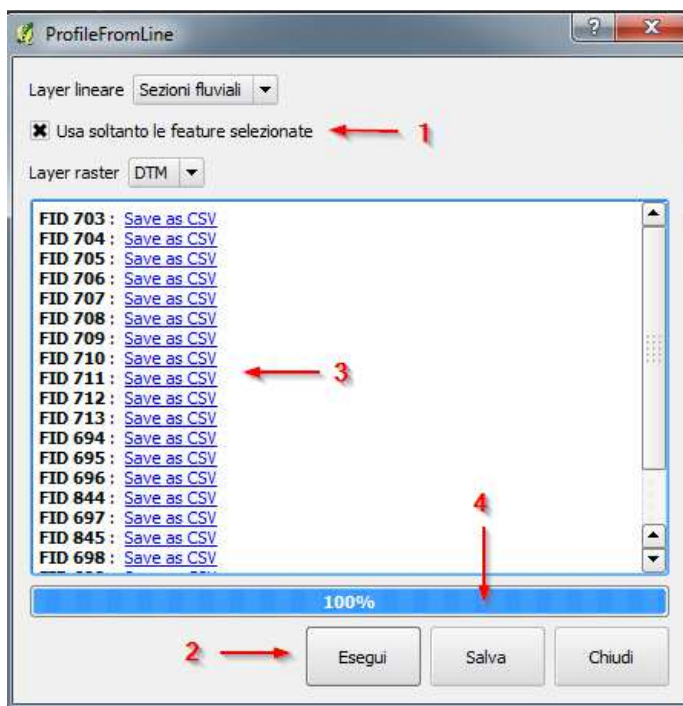 ProfileFromLine
Layer lineare Sezioni fluviali
Usa soltanto le feature selezionate 1
Layer raster DTM
FID 703 : Save as CSV
FID 704 : Save as CSV
FID 705 : Save as CSV
FID 706 : Save as CSV
FID 707 : Save as CSV
FID 708 : Save as CSV
FID 709 : Save as CSV
FID 710 : Save as CSV
FID 711 : Save as CSV 3
FID 712 : Save as CSV
FID 713 : Save as CSV
FID 694 : Save as CSV
FID 695 : Save as CSV
FID 696 : Save as CSV
FID 844 : Save as CSV
FID 697 : Save as CSV 4
FID 845 : Save as CSV
FID 698 : Save as CSV
100%
2 Esegui Salva Chiudi